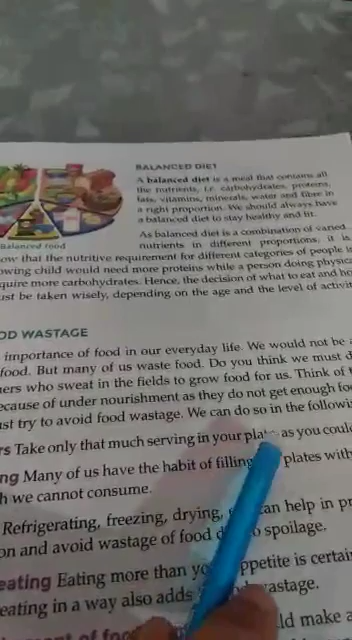 BALANCED DIET
A balanced diet is a meal that contains all
the nutrients, i.e. carbohydrates, proteins,
fats, vitamins, minerals, water and fibre in
a right proportion. We should always have
a balanced diet to stay healthy and fit.
Balanced food
As balanced diet is a combination of varied
nutrients in different proportions, it is
ow that the nutritive requirement for different categories of people is
owing child would need more proteins while a person doing physica
quire more carbohydrates. Hence, the decision of what to eat and ho
ust be taken wisely, depending on the age and the level of activit
OD WASTAGE
importance of food in our everyday life. We would not be a
food. But many of us waste food. Do you think we must d
ers who sweat in the fields to grow food for us. Think of t
ecause of under nourishment as they do not get enough fo
ust try to avoid food wastage. We can do so in the followi
rs Take only that much serving in your plate as you coul
ng Many of us have the habit of filling plates with
h we cannot consume.
Refrigerating, freezing, drying, can help in pr
on and avoid wastage of food o spoilage.
eating Eating more than yo ppetite is certai
eating in a way also adds wastage.
ld make a